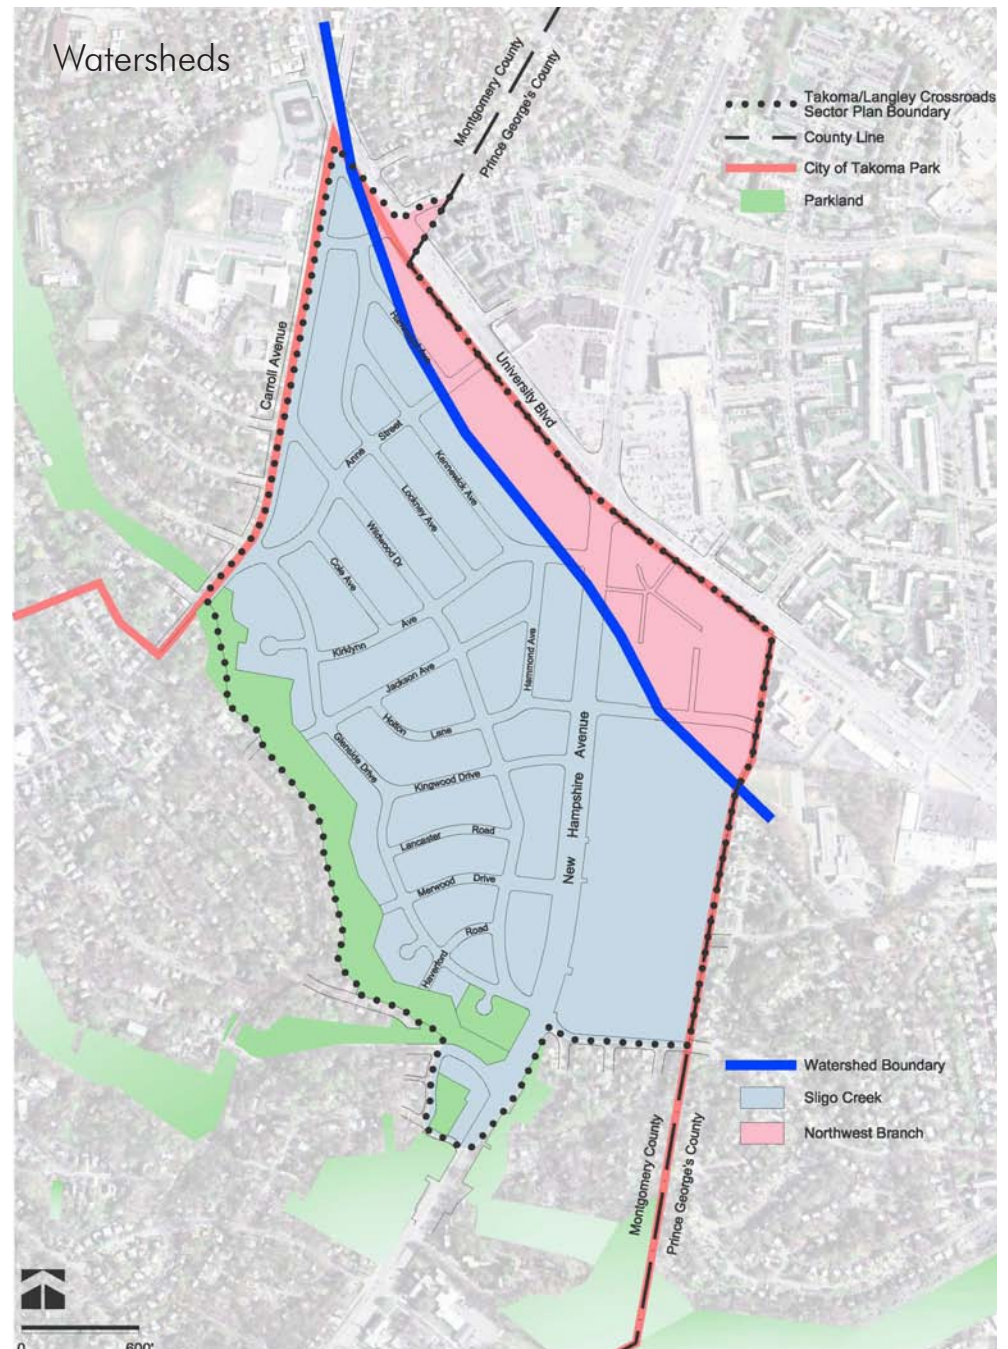 Watersheds
Montgomery County
Prince George's County
Takoma/Langley Crossroads
Sector Plan Boundary
County Line
City of Takoma Park
Parkland
Carroll Avenue
University Blvd
Anne Street
Kennewick Ave
Lockney Ave
Wildwood Dr
Cole Ave
Kirklynn Ave
Jackson Ave
Hammond Ave
Holton Lane
Glenside Drive
Kingwood Drive
New Hampshire Avenue
Lancaster Road
Merwood Drive
Haverford Road
Watershed Boundary
Sligo Creek
Northwest Branch
Montgomery County
Prince George's County
0 600'